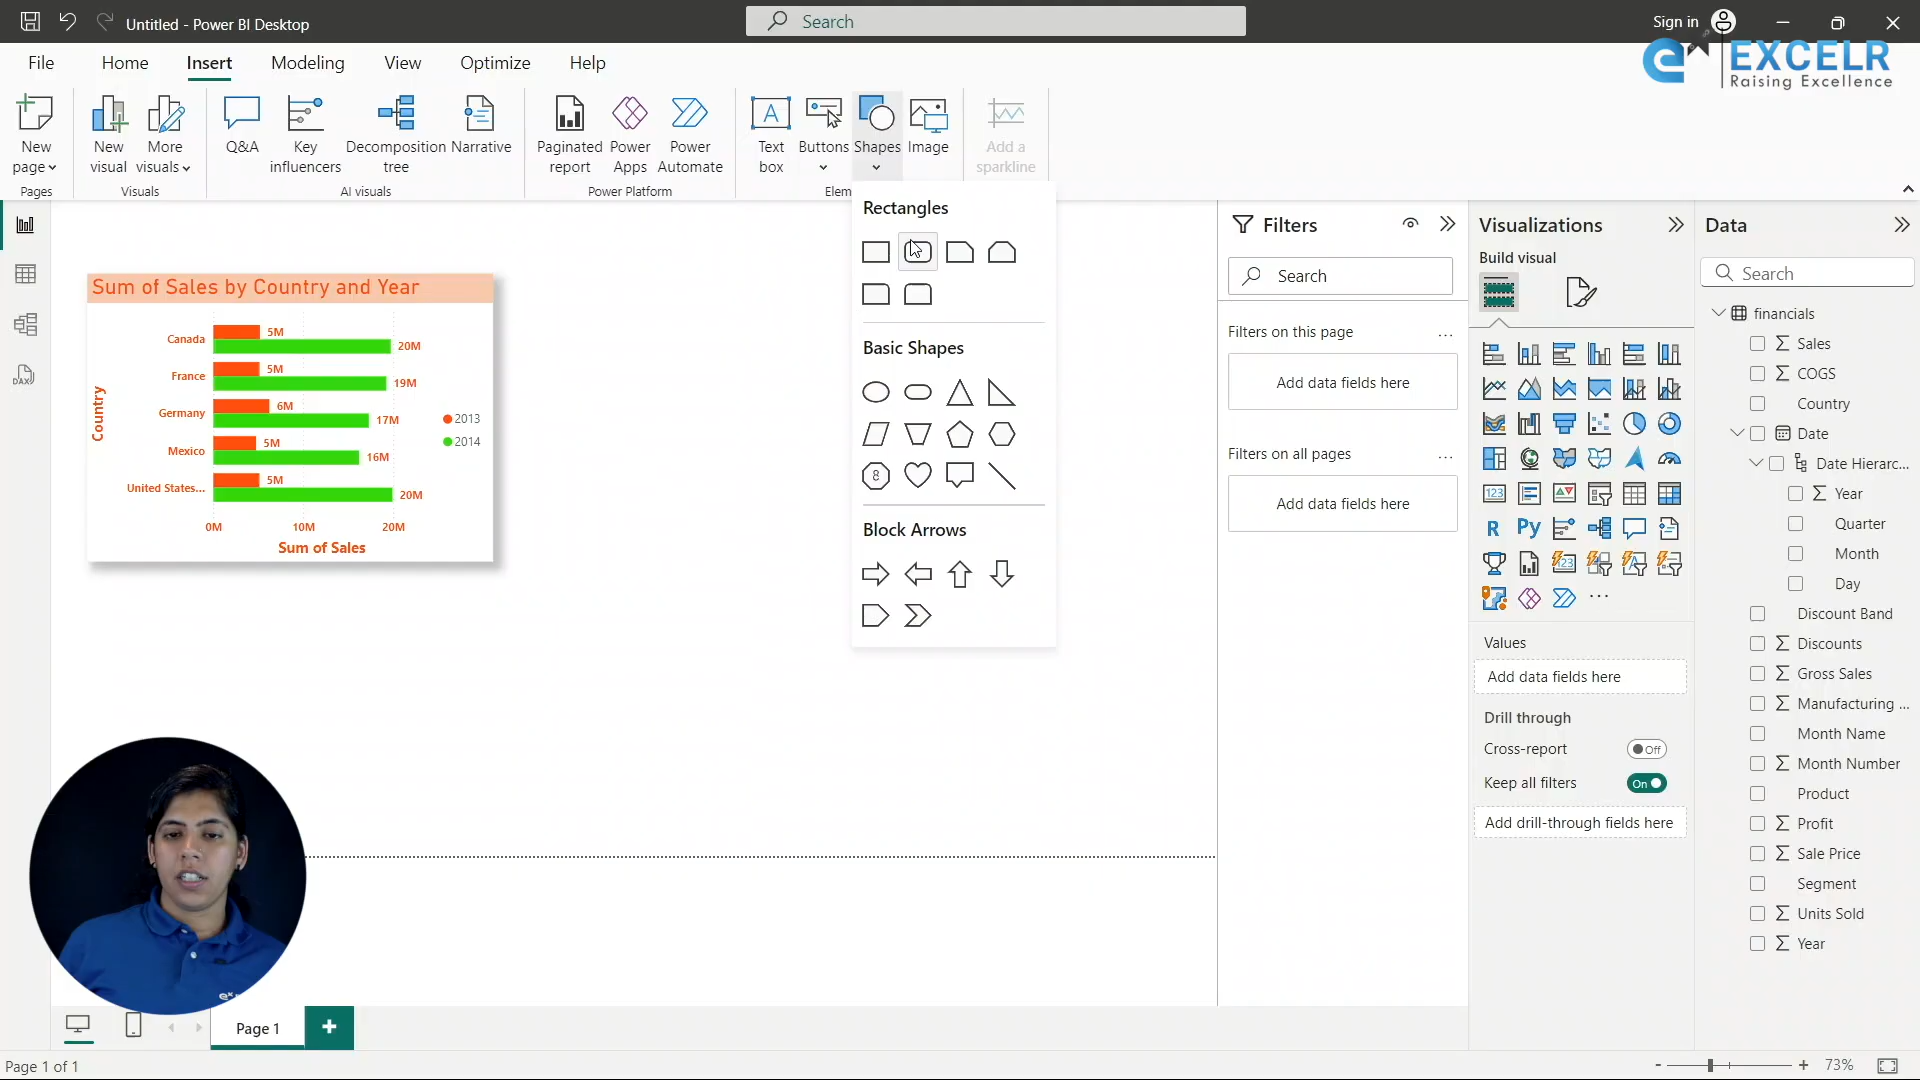 Untitled - Power BI Desktop
Search
Sign in
EXCELR
Raising Excellence
File
Home
Insert
Modeling
View
Optimize
Help
New page
New visual
More visuals
Q&A
Key influencers
Decomposition tree
Narrative
Paginated report
Power Apps
Power Automate
A
Text box
Buttons
Shapes
Image
Add a sparkline
Pages
Visuals
AI visuals
Power Platform
Elem
Rectangles
Basic Shapes
8
Block Arrows
Sum of Sales by Country and Year
Country
Canada
5M
20M
France
5M
19M
Germany
6M
17M
Mexico
5M
16M
United States...
5M
20M
2013
2014
0M
10M
20M
Sum of Sales
DAX
Filters
Search
Filters on this page
...
Add data fields here
Filters on all pages
...
Add data fields here
Visualizations
Build visual
123
R
Py
123
...
Values
Add data fields here
Drill through
Cross-report
Off
Keep all filters
On
Add drill-through fields here
Data
Search
financials
Sales
COGS
Country
Date
Date Hierarc...
Year
Quarter
Month
Day
Discount Band
Discounts
Gross Sales
Manufacturing ...
Month Name
Month Number
Product
Profit
Sale Price
Segment
Units Sold
Year
Page 1
Page 1 of 1
73%